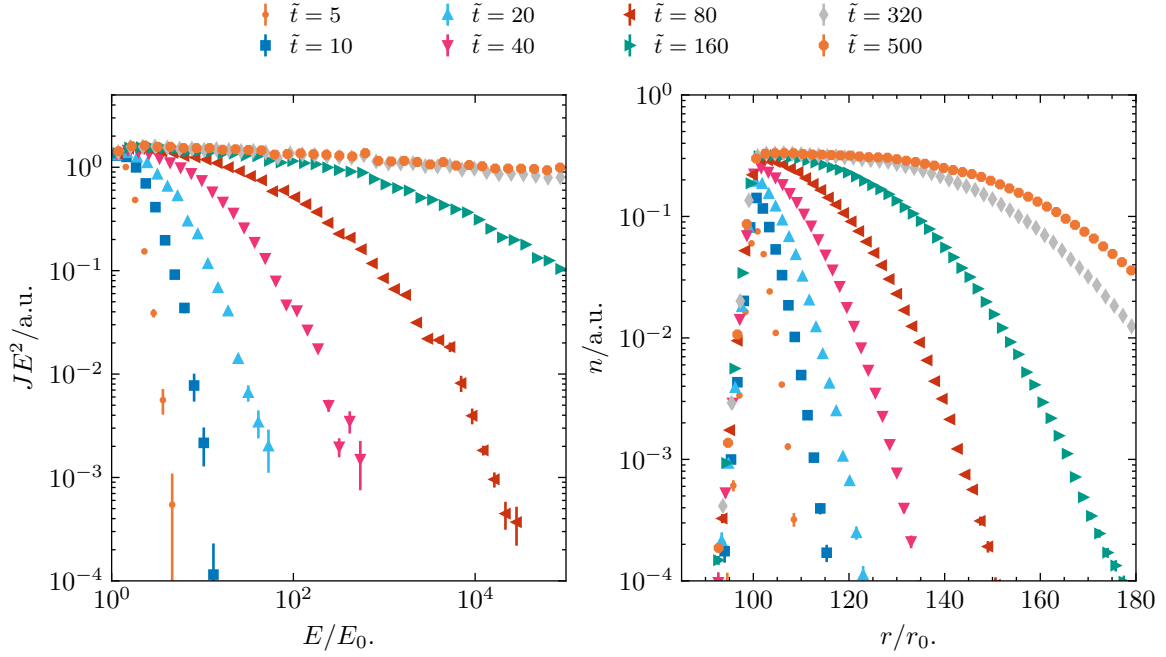 t̃ = 5 t̃ = 20 t̃ = 80 t̃ = 320
t̃ = 10 t̃ = 40 t̃ = 160 t̃ = 500
JE²/a.u.
10⁰
10⁻¹
10⁻²
10⁻³
10⁻⁴
10⁰ 10² 10⁴
E/E₀.
n/a.u.
10⁰
10⁻¹
10⁻²
10⁻³
10⁻⁴
100 120 140 160 180
r/r₀.